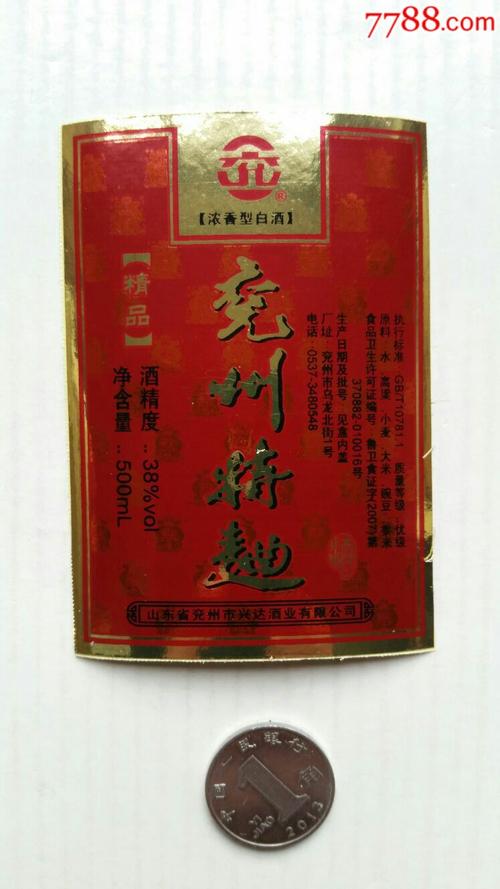 7788.com
®
【浓香型白酒】
【精品】
兖州特麯
酒精度：38%vol
净含量：500mL
执行标准：GB/T10781.1 质量等级：优级
原料：水、高粱、小麦、大米、豌豆、黍米
食品卫生许可证编号：鲁卫食证字(2007)第
370882-010016号
生产日期及批号：见盒内盖
厂址：兖州市乌龙北街1号
电话：0537-3480548
山东省兖州市兴达酒业有限公司
中国人民银行
1角
YI JIAO
2013